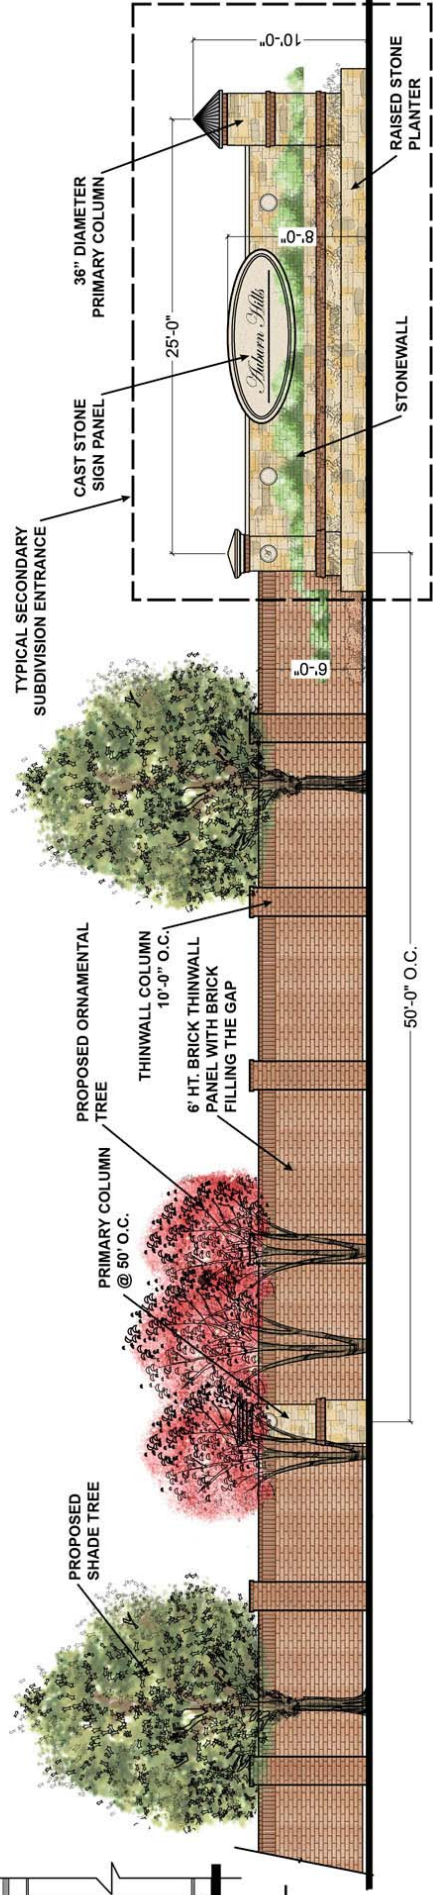 PROPOSED
SHADE TREE
PRIMARY COLUMN
@ 50' O.C.
PROPOSED ORNAMENTAL
TREE
THINWALL COLUMN
10'-0" O.C.
6' HT. BRICK THINWALL
PANEL WITH BRICK
FILLING THE GAP
TYPICAL SECONDARY
SUBDIVISION ENTRANCE
CAST STONE
SIGN PANEL
36" DIAMETER
PRIMARY COLUMN
25'-0"
10'-0"
8'-0"
6'-0"
Auburn Hills
STONEWALL
RAISED STONE
PLANTER
50'-0" O.C.